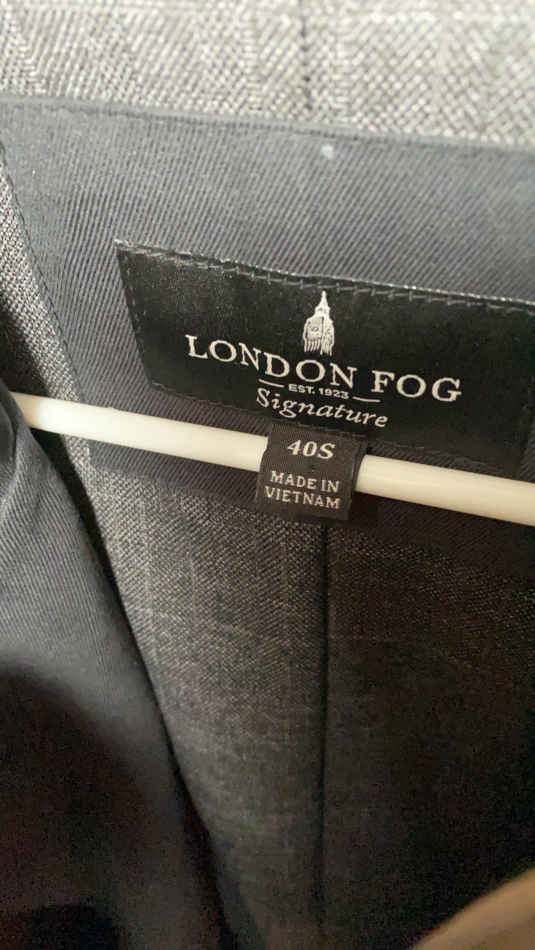 LONDON FOG
EST. 1923
Signature
40S
MADE IN
VIETNAM